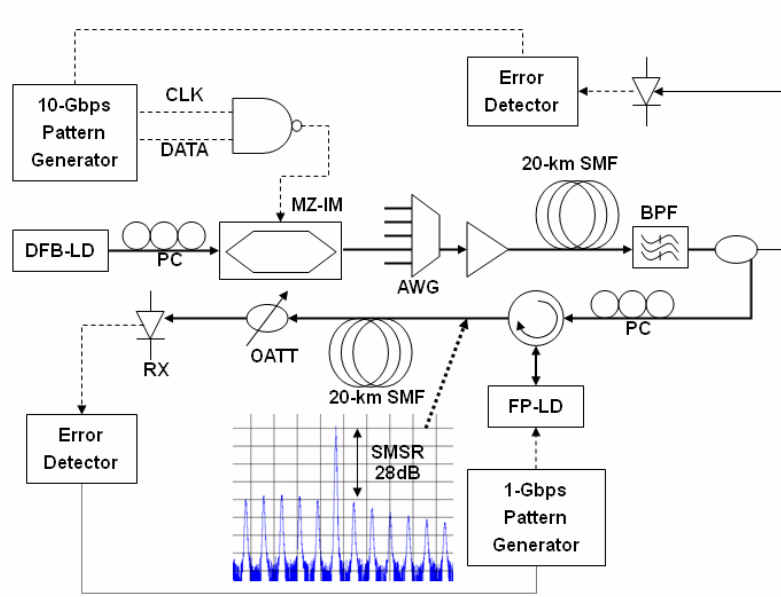 10-Gbps
Pattern
Generator
CLK
DATA
Error
Detector
20-km SMF
MZ-IM
BPF
DFB-LD
PC
AWG
PC
RX
OATT
20-km SMF
FP-LD
Error
Detector
SMSR
28dB
1-Gbps
Pattern
Generator